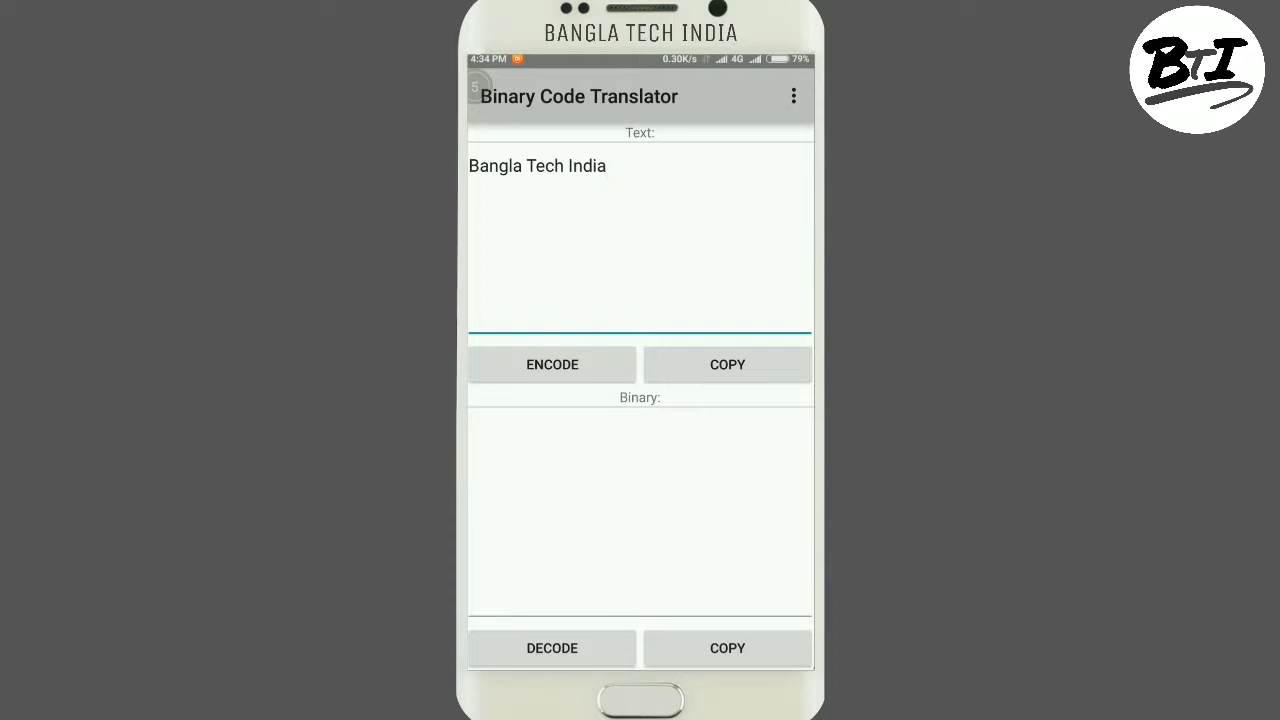 BANGLA TECH INDIA
BTI
4:34 PM 0.30K/s 4G 79%
5
Binary Code Translator
Text:
Bangla Tech India
ENCODE COPY
Binary:
DECODE COPY